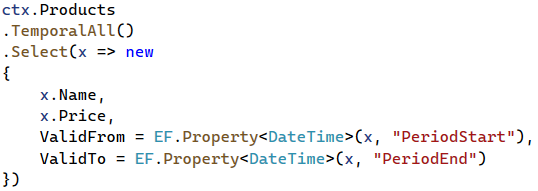 ctx.Products
.TemporalAll()
.Select(x => new
{
    x.Name,
    x.Price,
    ValidFrom = EF.Property<DateTime>(x, "PeriodStart"),
    ValidTo = EF.Property<DateTime>(x, "PeriodEnd")
})